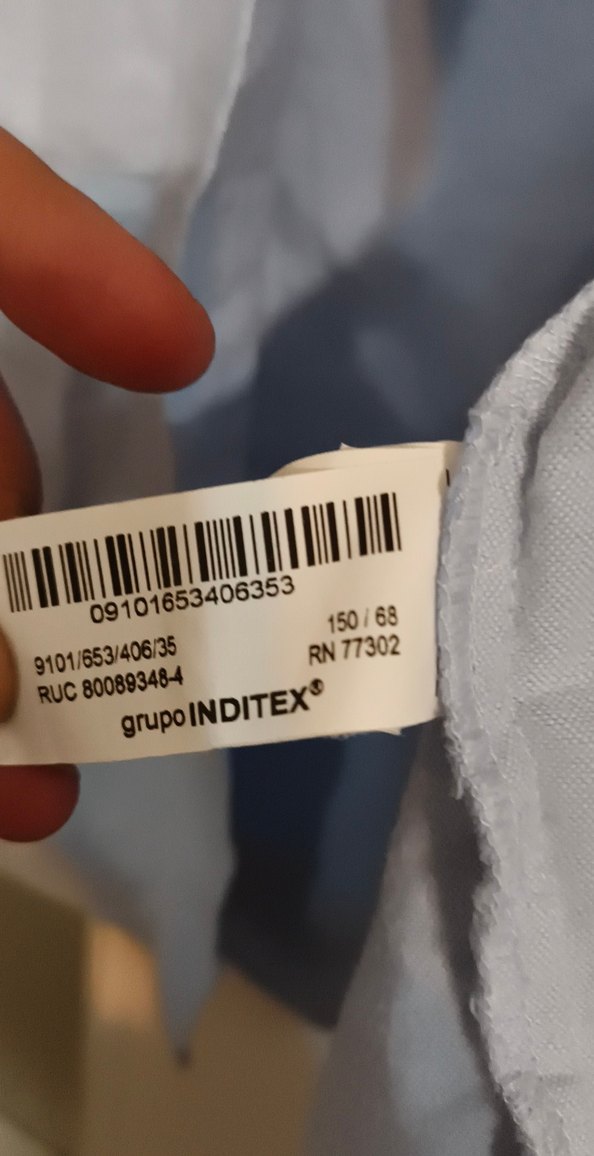 09101653406353
9101/653/406/35
150 / 68
RUC 80089348-4
RN 77302
grupo INDITEX®